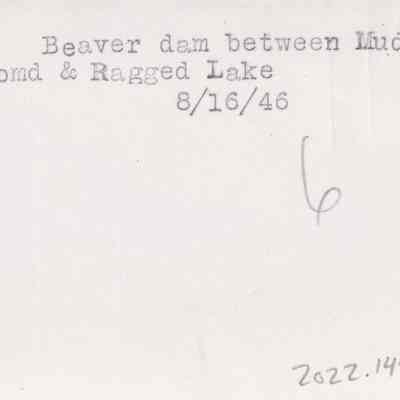 Beaver dam between Mud
omd & Ragged Lake
8/16/46
6
2022.14